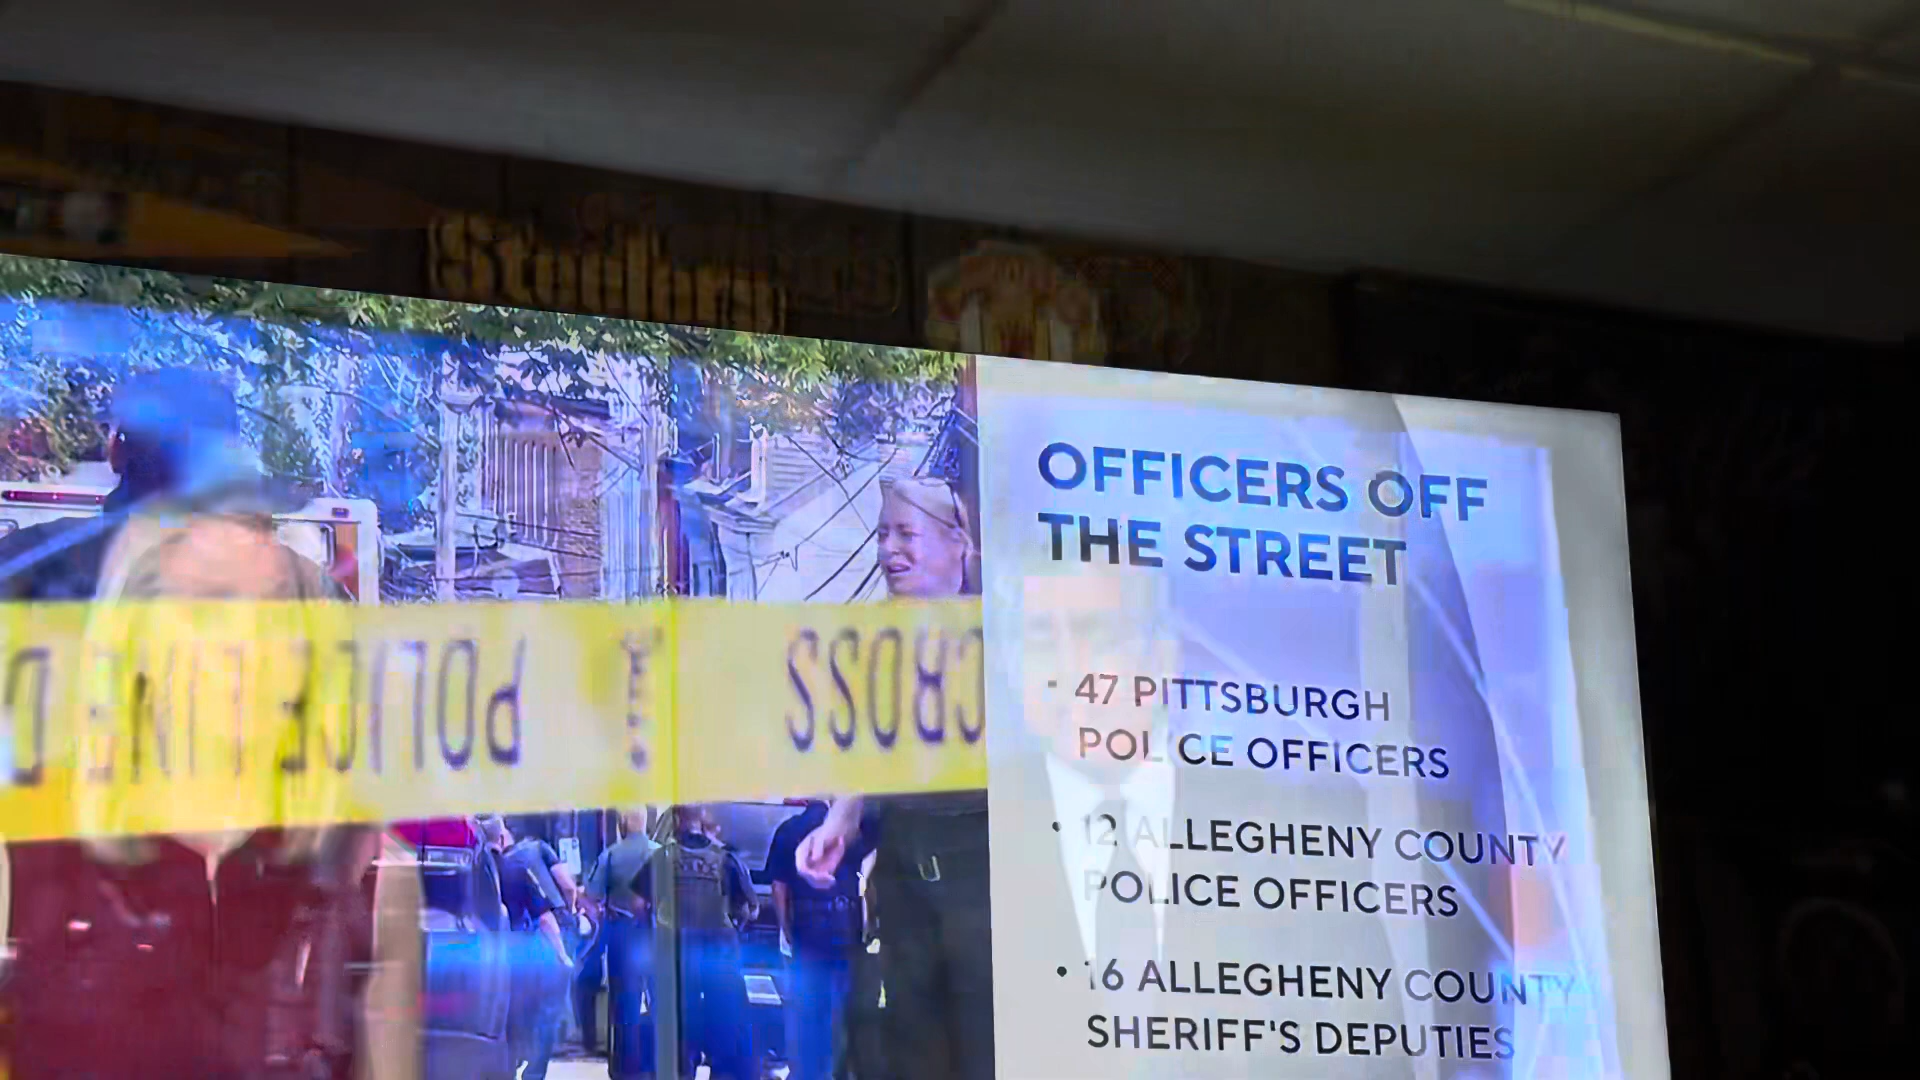 Steelers
OFFICERS OFF
THE STREET
POLICE LINE D
CROSS
• 47 PITTSBURGH
POLICE OFFICERS
• 12 ALLEGHENY COUNTY
POLICE OFFICERS
• 16 ALLEGHENY COUNTY
SHERIFF'S DEPUTIES